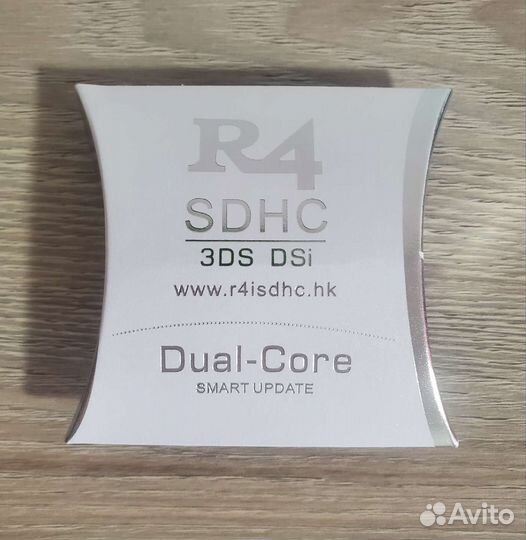 R4
SDHC
3DS DSi
www.r4isdhc.hk
Dual-Core
SMART UPDATE
Avito